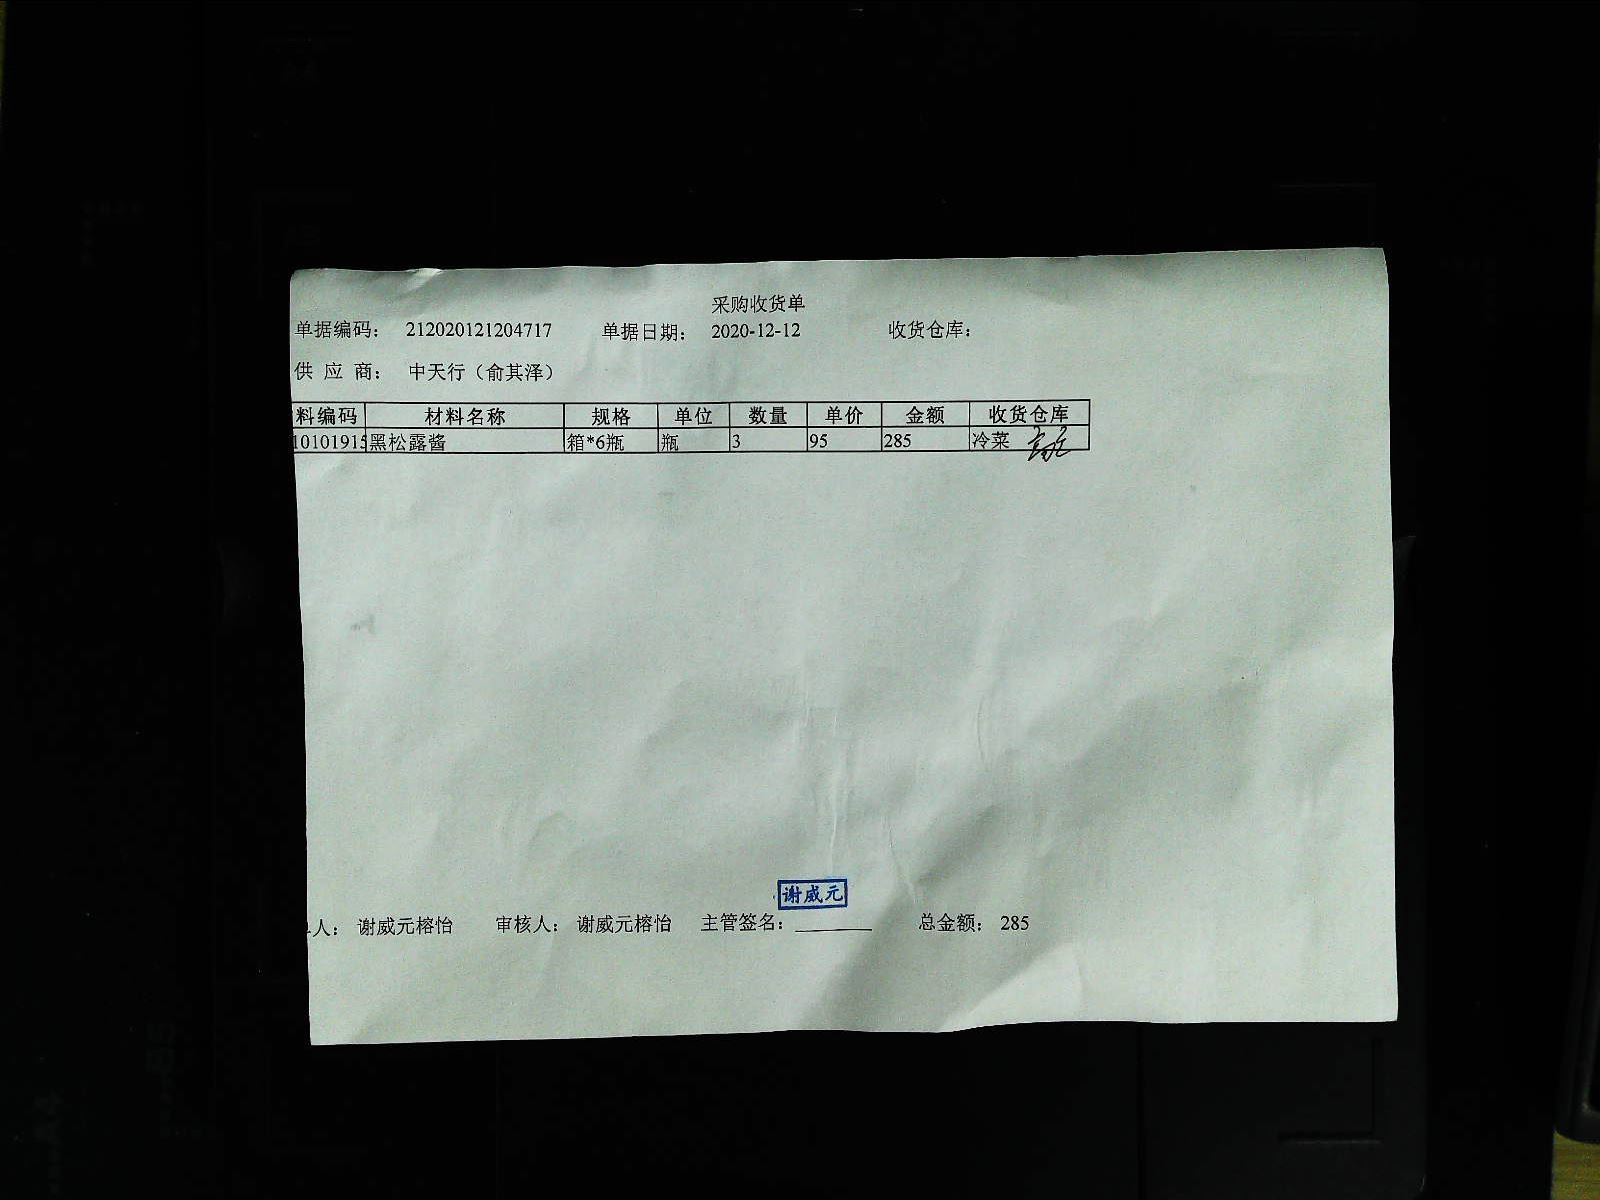 采购收货单
单据编码： 212020121204717 单据日期： 2020-12-12 收货仓库：
供 应 商： 中天行（俞其泽）
料编码 材料名称 规格 单位 数量 单价 金额 收货仓库
10101915 黑松露酱 箱*6瓶 瓶 3 95 285 冷菜
谢威元
人： 谢威元榕怡 审核人： 谢威元榕怡 主管签名： ________ 总金额： 285